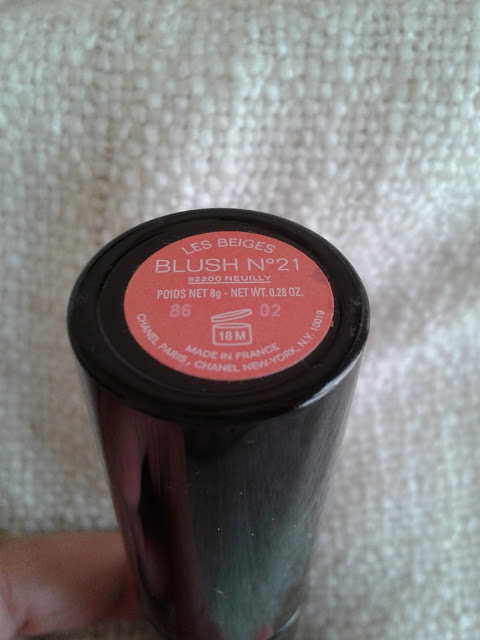 LES BEIGES
BLUSH N°21
92200 NEUILLY
POIDS NET 8g - NET WT. 0.28 OZ.
86 02
18 M
MADE IN FRANCE
CHANEL PARIS, CHANEL NEW-YORK, N.Y. 10019